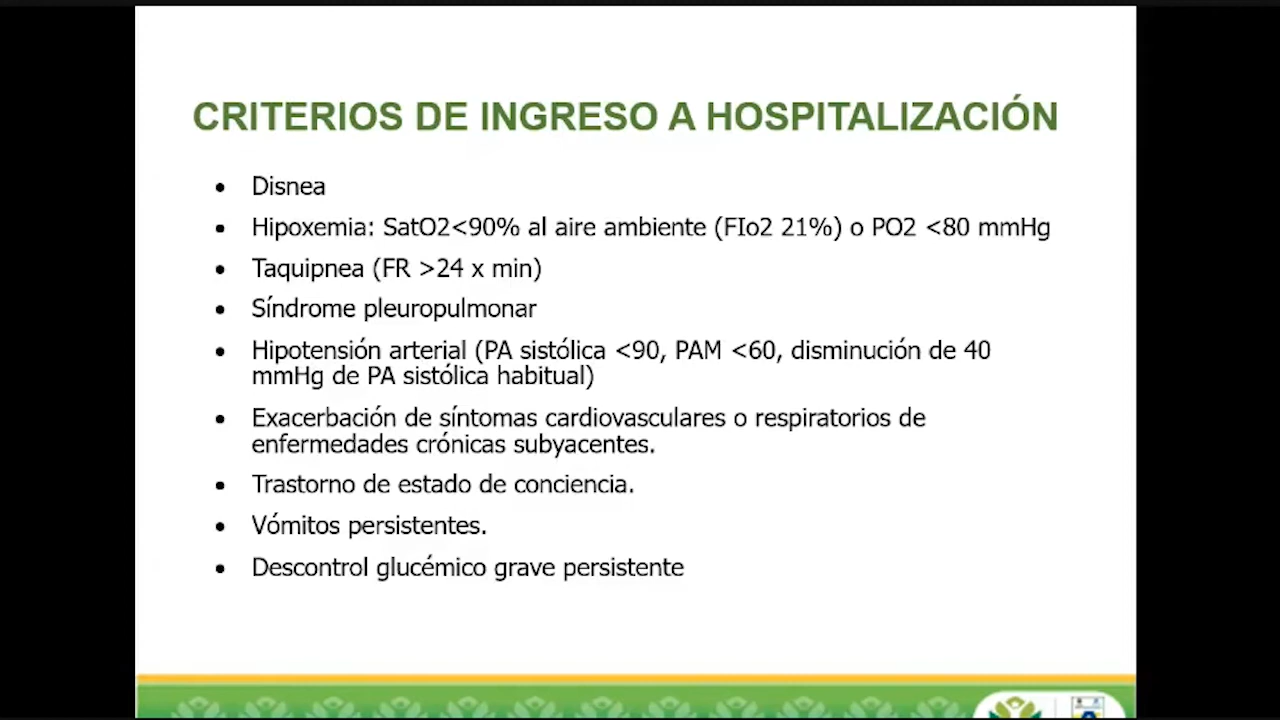 CRITERIOS DE INGRESO A HOSPITALIZACIÓN
• Disnea
• Hipoxemia: SatO2<90% al aire ambiente (FIo2 21%) o PO2 <80 mmHg
• Taquipnea (FR >24 x min)
• Síndrome pleuropulmonar
• Hipotensión arterial (PA sistólica <90, PAM <60, disminución de 40
mmHg de PA sistólica habitual)
• Exacerbación de síntomas cardiovasculares o respiratorios de
enfermedades crónicas subyacentes.
• Trastorno de estado de conciencia.
• Vómitos persistentes.
• Descontrol glucémico grave persistente